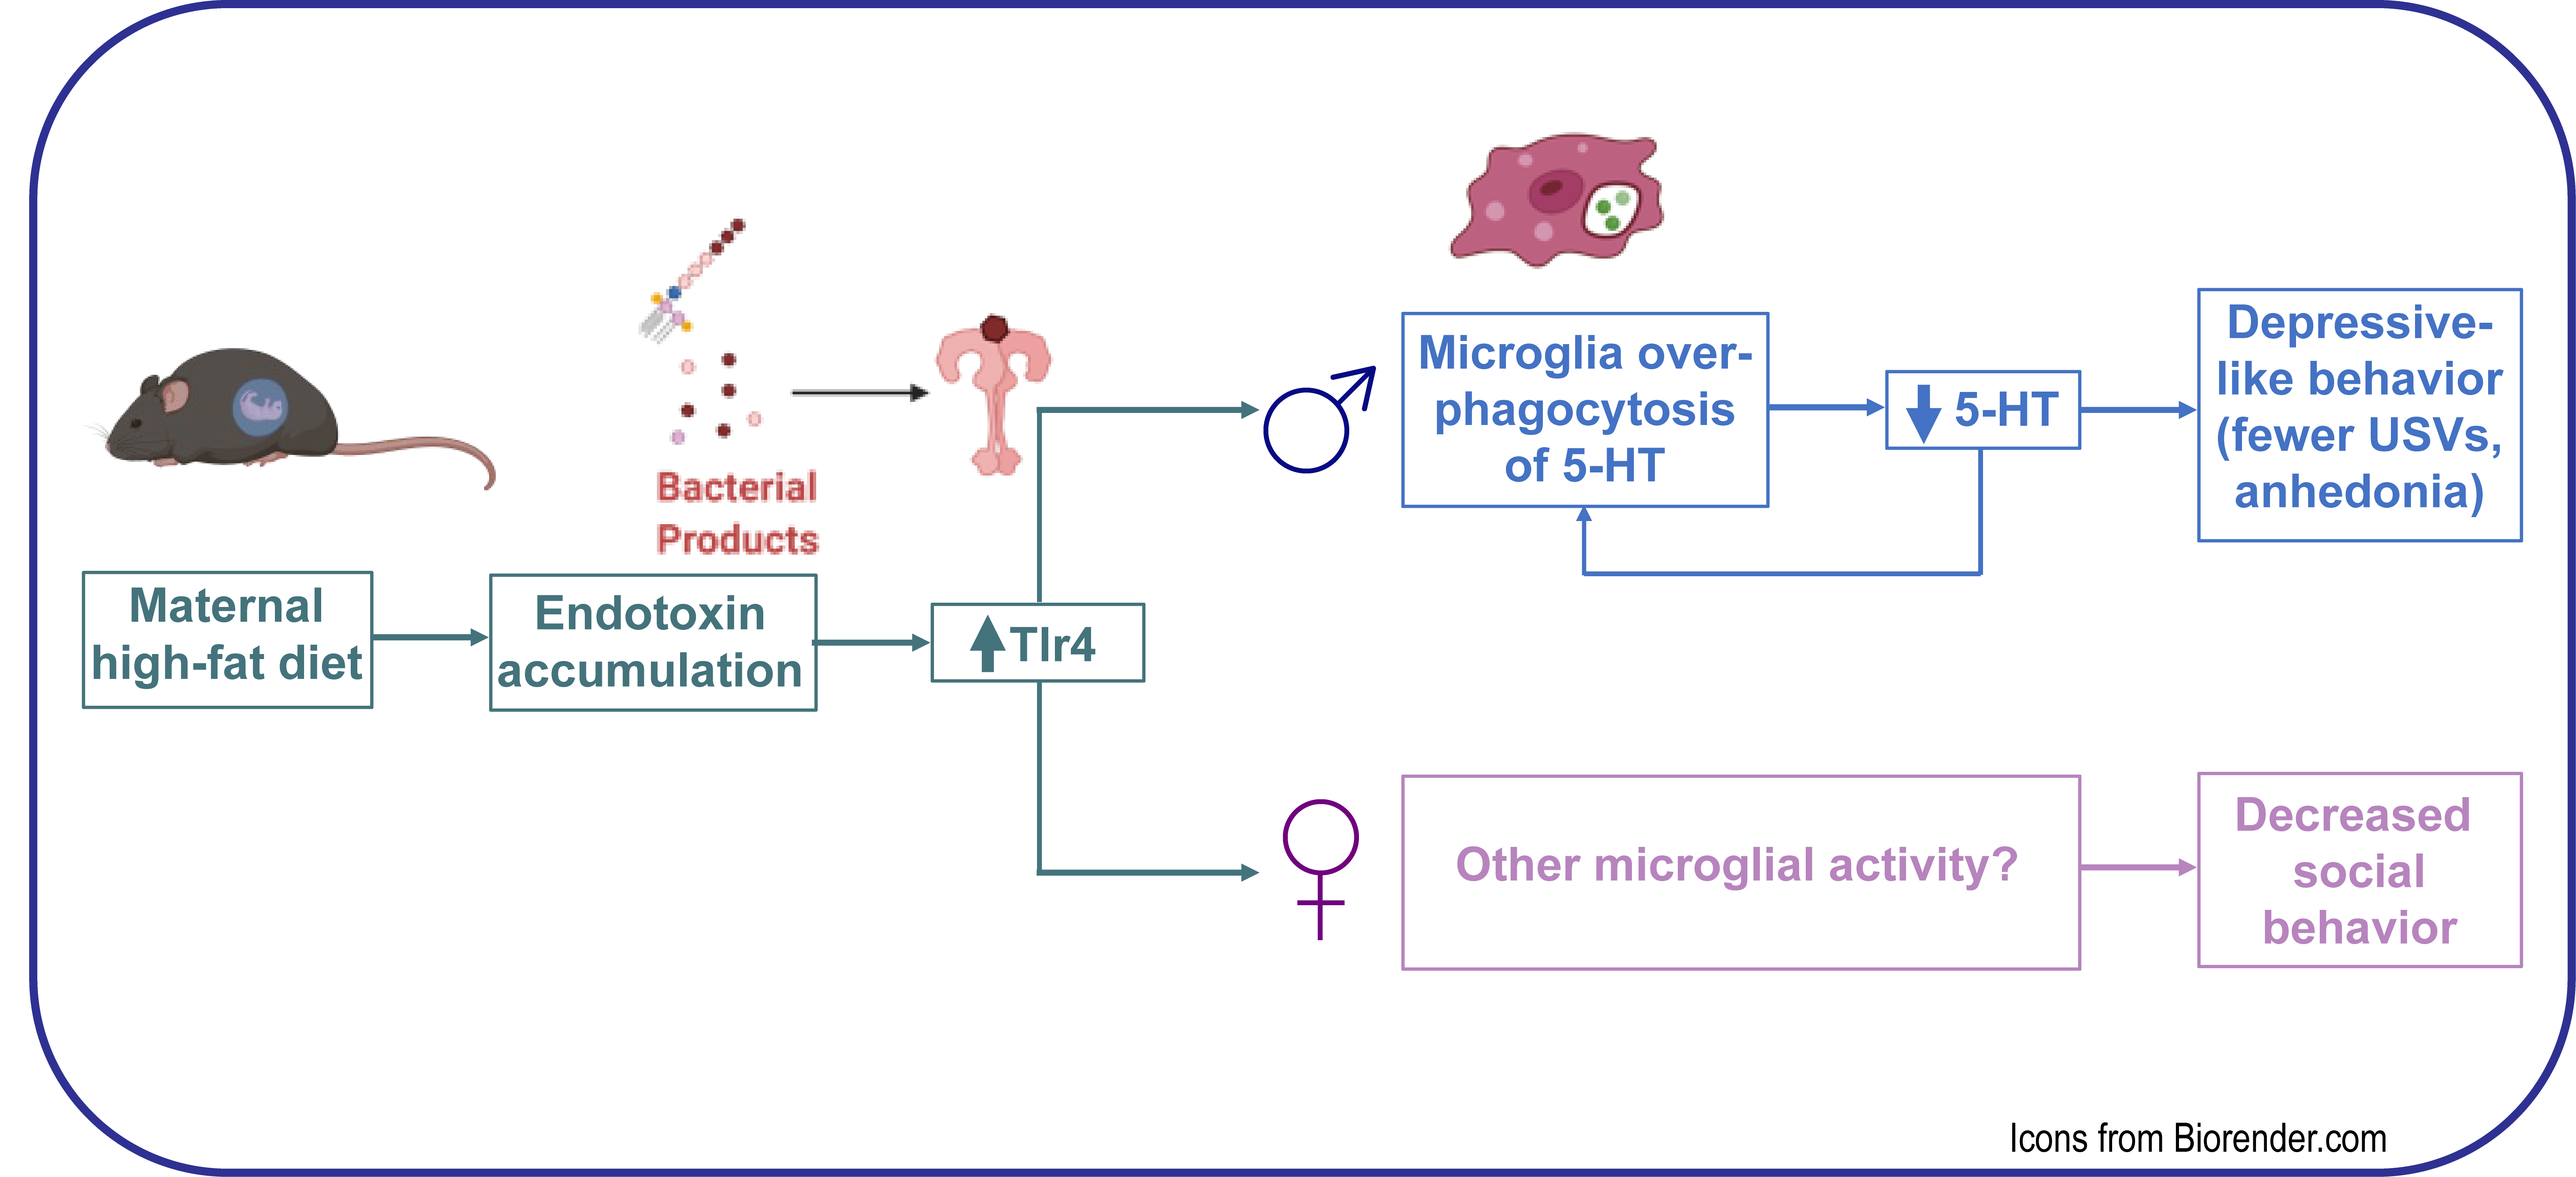 Bacterial
Products
Maternal
high-fat diet
Endotoxin
accumulation
Tlr4
Microglia over-
phagocytosis
of 5-HT
5-HT
Depressive-
like behavior
(fewer USVs,
anhedonia)
Other microglial activity?
Decreased
social
behavior
Icons from Biorender.com